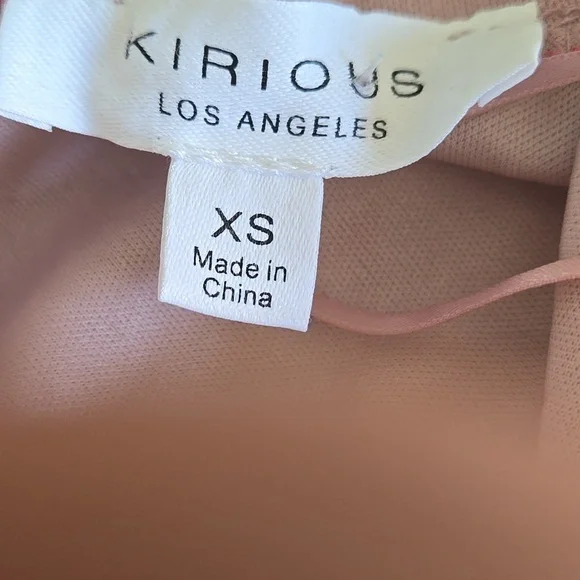 KIRIOUS
LOS ANGELES
XS
Made in
China